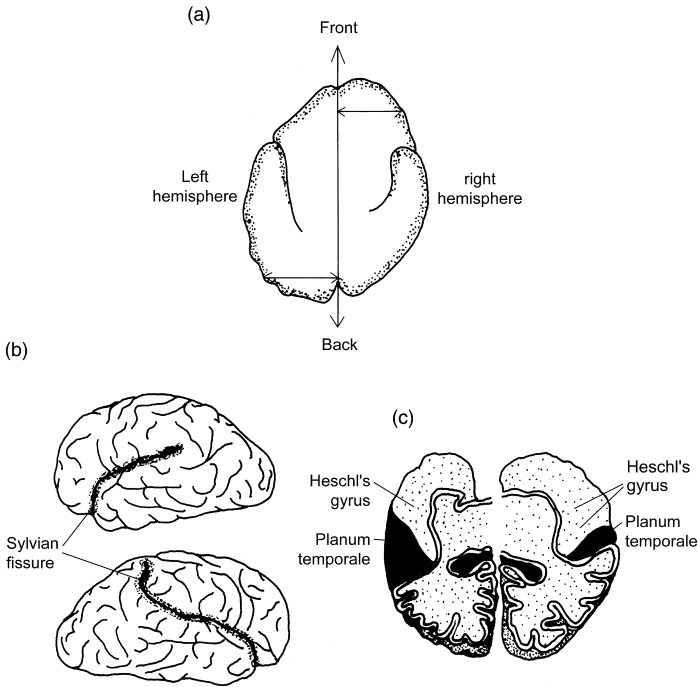 (a)
Front
Left
hemisphere
right
hemisphere
Back
(b)
Sylvian
fissure
(c)
Heschl's
gyrus
Planum
temporale
Heschl's
gyrus
Planum
temporale